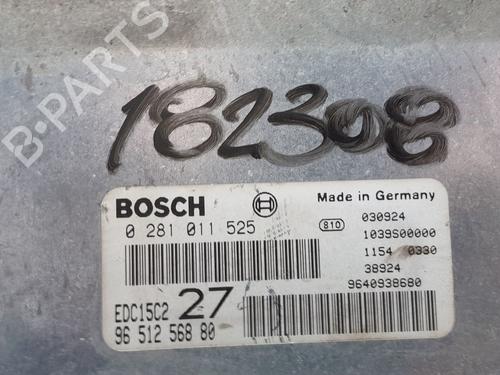 B-PARTS
182308
BOSCH
Made in Germany
0 281 011 525
810
030924
1039S00000
1154 0330
38924
9640938680
EDC15C2 27
96 512 568 80